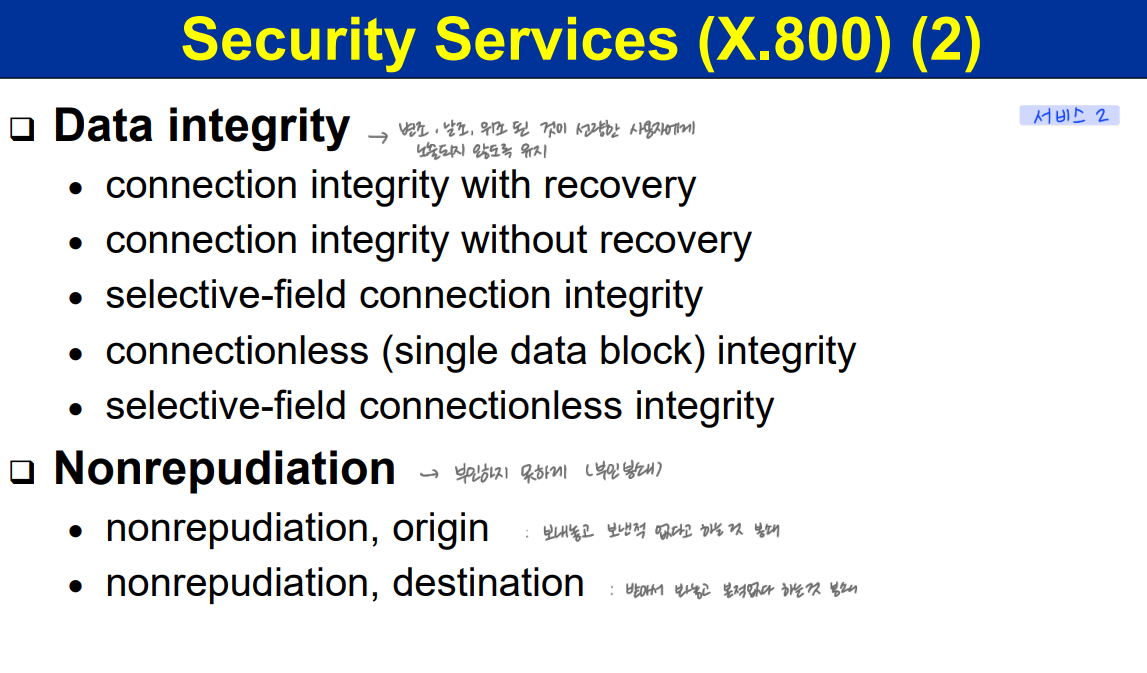 Security Services (X.800) (2)
서비스 2
❑ Data integrity → 변조, 날조, 위조 된 것이 선량한 사용자에게
노출되지 않도록 유지
• connection integrity with recovery
• connection integrity without recovery
• selective-field connection integrity
• connectionless (single data block) integrity
• selective-field connectionless integrity
❑ Nonrepudiation → 부인하지 못하게 (부인봉쇄)
• nonrepudiation, origin : 보내놓고 보낸적 없다고 하는것 봉쇄
• nonrepudiation, destination : 받아서 봐놓고 본적없다 하는것 봉쇄